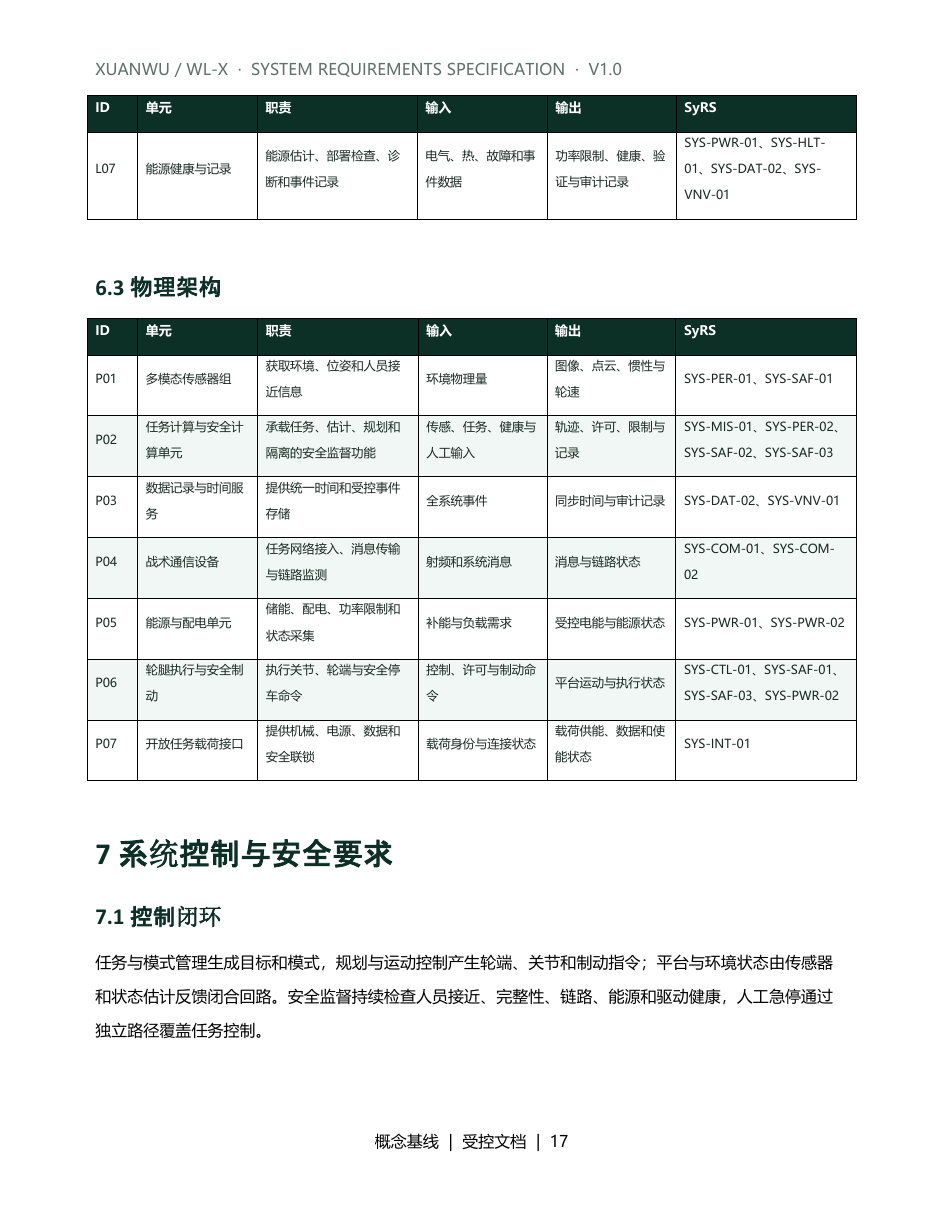 XUANWU / WL-X · SYSTEM REQUIREMENTS SPECIFICATION · V1.0
ID 单元 职责 输入 输出 SyRS
L07 能源健康与记录 能源估计、部署检查、诊断和事件记录 电气、热、故障和事件数据 功率限制、健康、验证与审计记录 SYS-PWR-01、SYS-HLT-01、SYS-DAT-02、SYS-VNV-01
6.3 物理架构
ID 单元 职责 输入 输出 SyRS
P01 多模态传感器组 获取环境、位姿和人员接近信息 环境物理量 图像、点云、惯性与轮速 SYS-PER-01、SYS-SAF-01
P02 任务计算与安全计算单元 承载任务、估计、规划和隔离的安全监督功能 传感、任务、健康与人工输入 轨迹、许可、限制与记录 SYS-MIS-01、SYS-PER-02、SYS-SAF-02、SYS-SAF-03
P03 数据记录与时间服务 提供统一时间和受控事件存储 全系统事件 同步时间与审计记录 SYS-DAT-02、SYS-VNV-01
P04 战术通信设备 任务网络接入、消息传输与链路监测 射频和系统消息 消息与链路状态 SYS-COM-01、SYS-COM-02
P05 能源与配电单元 储能、配电、功率限制和状态采集 补能与负载需求 受控电能与能源状态 SYS-PWR-01、SYS-PWR-02
P06 轮腿执行与安全制动 执行关节、轮端与安全停车命令 控制、许可与制动命令 平台运动与执行状态 SYS-CTL-01、SYS-SAF-01、SYS-SAF-03、SYS-PWR-02
P07 开放任务载荷接口 提供机械、电源、数据和安全联锁 载荷身份与连接状态 载荷供能、数据和使能状态 SYS-INT-01
7 系统控制与安全要求
7.1 控制闭环
任务与模式管理生成目标和模式，规划与运动控制产生轮端、关节和制动指令；平台与环境状态由传感器
和状态估计反馈闭合回路。安全监督持续检查人员接近、完整性、链路、能源和驱动健康，人工急停通过
独立路径覆盖任务控制。
概念基线 | 受控文档 | 17